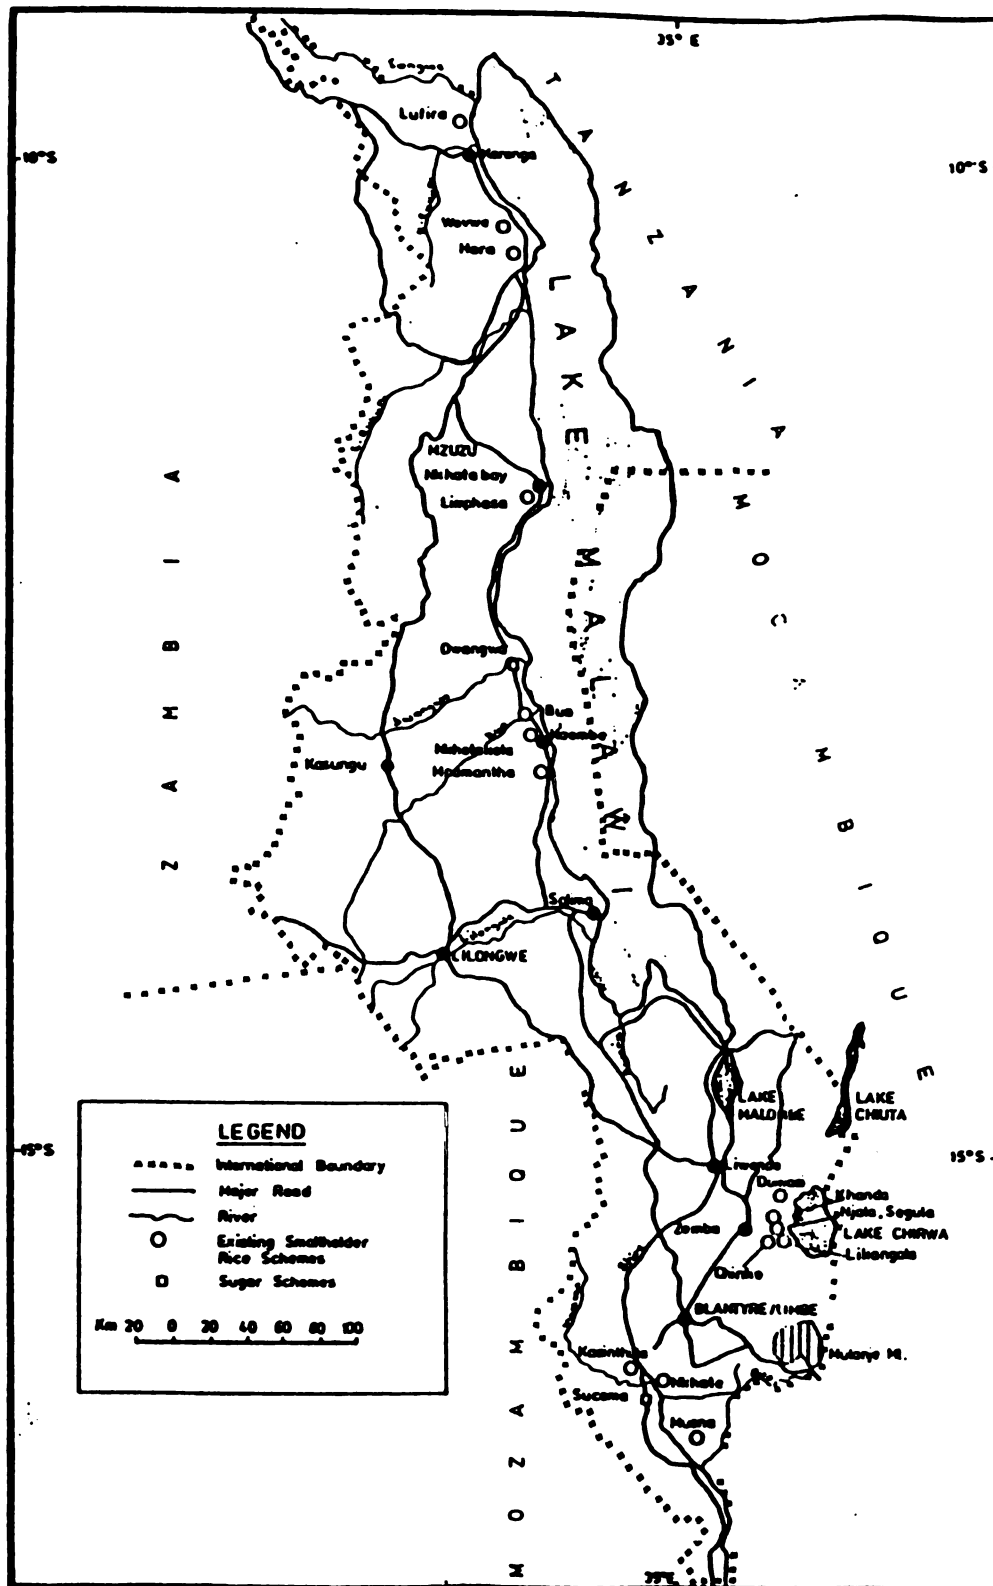 35° E
Lufira
10°S
10°S
Karonga
Wovwe
Hara
TANZANIA
LAKE MALAWI
MZUZU
Nkhata bay
Limphasa
ZAMBIA
MOCAMBIQUE
Dwangwa
Bua
Kaombe
Nkhotakota
Kasungu
Mpamantha
Salima
LILONGWE
LAKE
MALOMBE
LAKE
CHIUTA
15°S
15°S
Liwonde
Khanda
Njala, Segula
Zomba
LAKE CHIRWA
Likangala
BLANTYRE/LIMBE
Mulanje Mt.
Kasinthula
Nkhate
Sucoma
Muona
MOZAMBIQUE
35°E
LEGEND
International Boundary
Major Road
River
Existing Smallholder
Rice Schemes
Sugar Schemes
Km 20 0 20 40 60 80 100